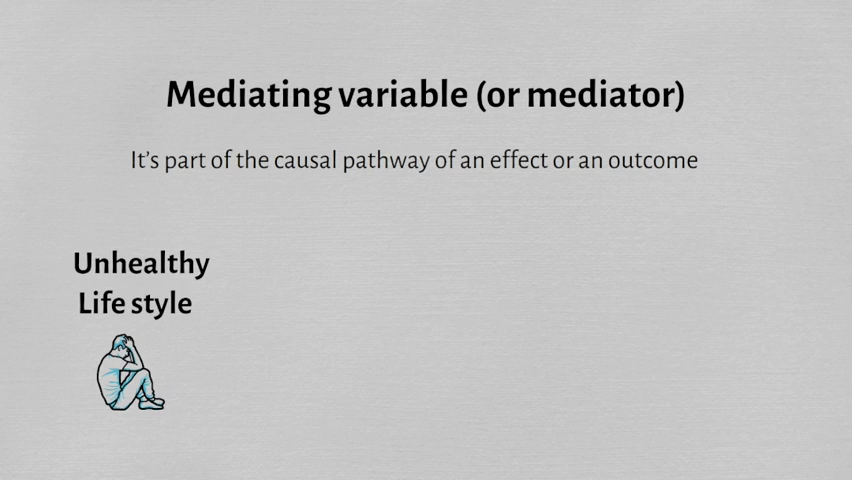 Mediating variable (or mediator)
It's part of the causal pathway of an effect or an outcome
Unhealthy
Life style